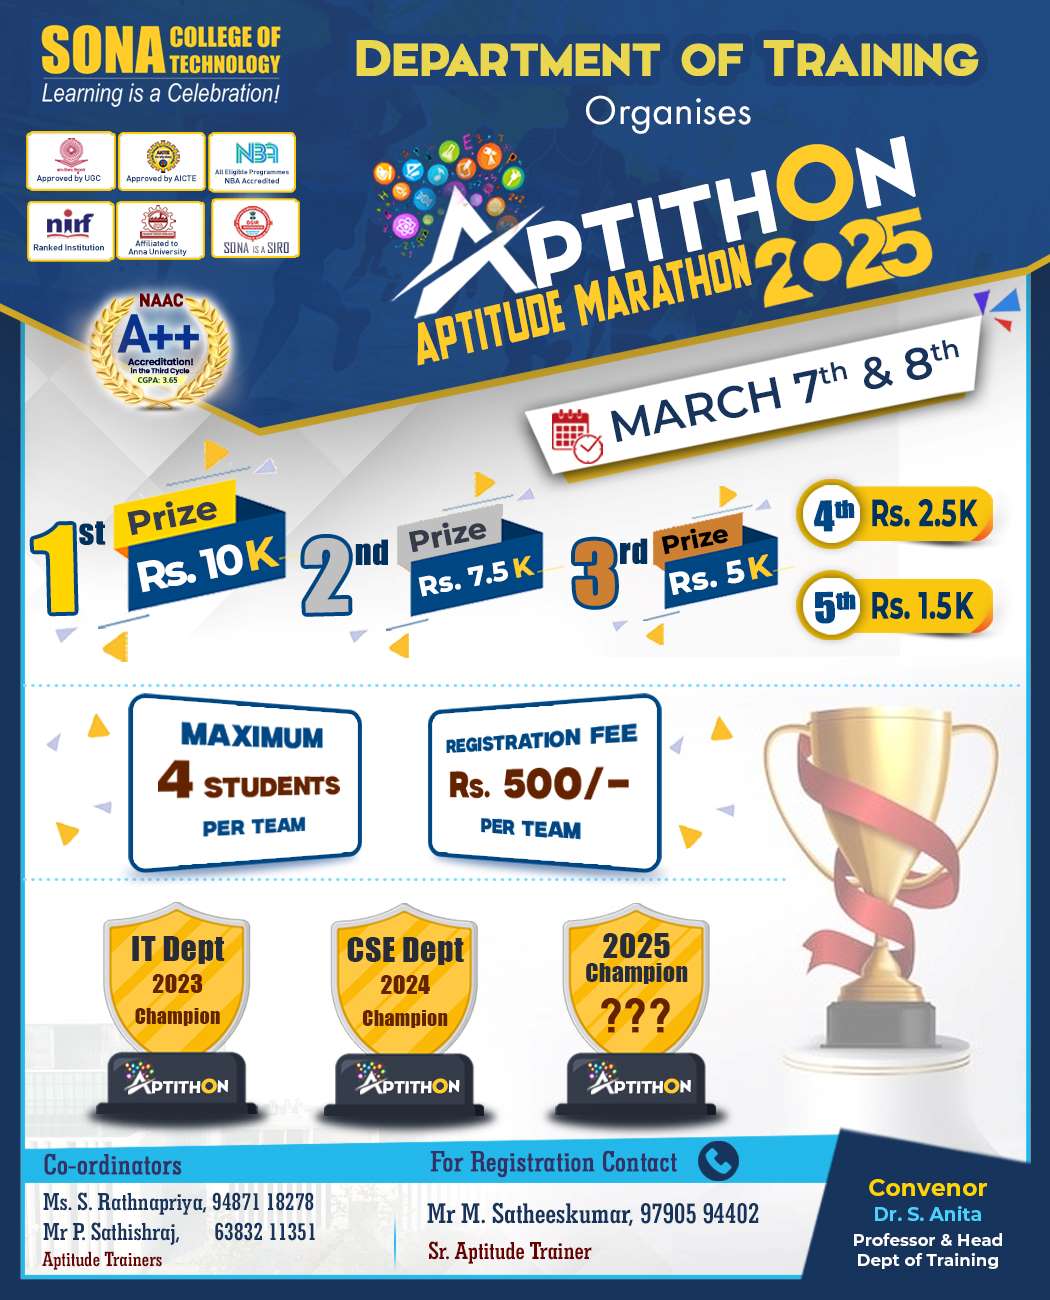 SONA COLLEGE OF TECHNOLOGY
Learning is a Celebration!
DEPARTMENT OF TRAINING
Organises
Approved by UGC
Approved by AICTE
NBA
All Eligible Programmes
NBA Accredited
nirf
Ranked Institution
Affiliated to
Anna University
SONA IS A SIRO
APTITHON
APTITUDE MARATHON 2025
NAAC
A++
Accreditation!
in the Third Cycle
CGPA: 3.65
MARCH 7th & 8th
1st Prize
Rs. 10 K
2nd Prize
Rs. 7.5 K
3rd Prize
Rs. 5 K
4th Rs. 2.5K
5th Rs. 1.5K
MAXIMUM
4 STUDENTS
PER TEAM
REGISTRATION FEE
Rs. 500/-
PER TEAM
IT Dept
2023
Champion
APTITHON
CSE Dept
2024
Champion
APTITHON
2025
Champion
???
APTITHON
Co-ordinators
Ms. S. Rathnapriya, 94871 18278
Mr P. Sathishraj, 63832 11351
Aptitude Trainers
For Registration Contact
Mr M. Satheeskumar, 97905 94402
Sr. Aptitude Trainer
Convenor
Dr. S. Anita
Professor & Head
Dept of Training